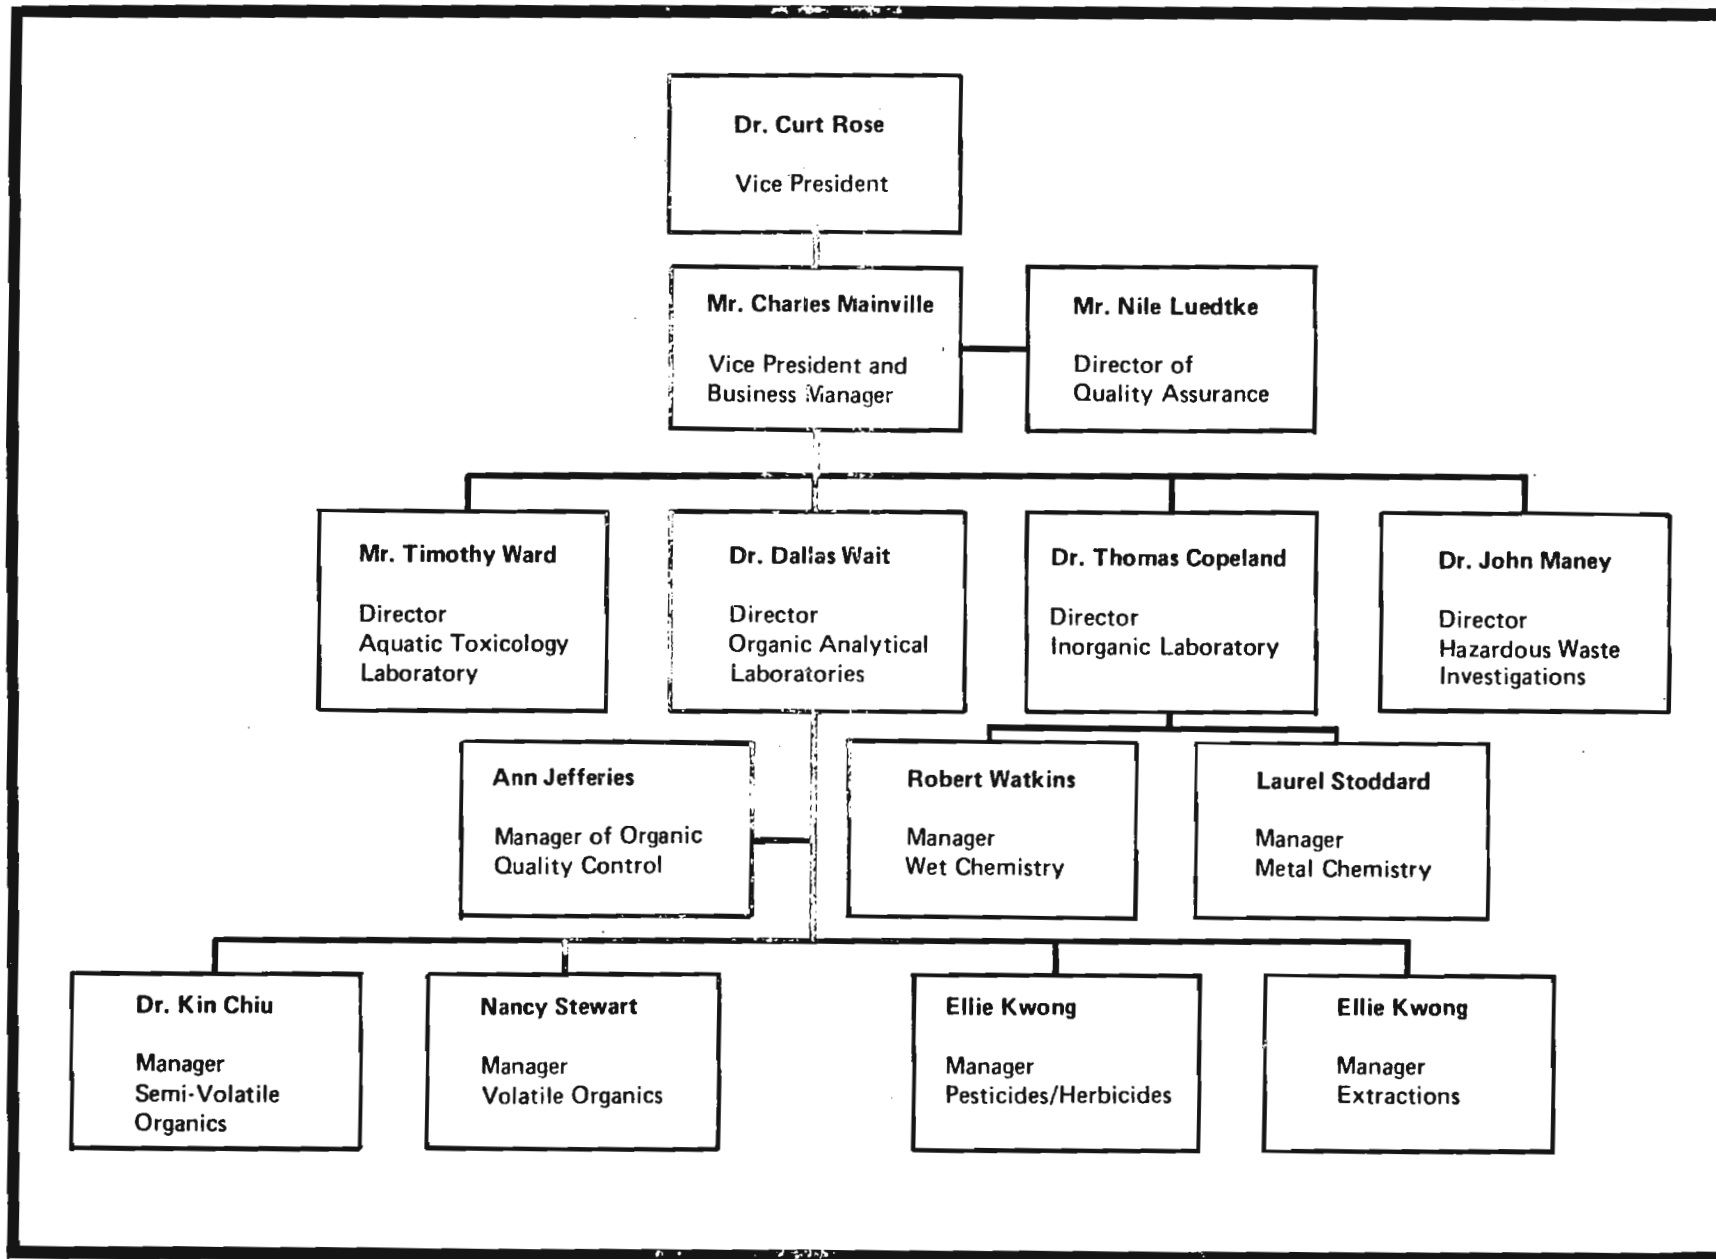 Dr. Curt Rose
Vice President
Mr. Charles Mainville
Vice President and
Business Manager
Mr. Nile Luedtke
Director of
Quality Assurance
Mr. Timothy Ward
Director
Aquatic Toxicology
Laboratory
Dr. Dallas Wait
Director
Organic Analytical
Laboratories
Dr. Thomas Copeland
Director
Inorganic Laboratory
Dr. John Maney
Director
Hazardous Waste
Investigations
Ann Jefferies
Manager of Organic
Quality Control
Robert Watkins
Manager
Wet Chemistry
Laurel Stoddard
Manager
Metal Chemistry
Dr. Kin Chiu
Manager
Semi-Volatile
Organics
Nancy Stewart
Manager
Volatile Organics
Ellie Kwong
Manager
Pesticides/Herbicides
Ellie Kwong
Manager
Extractions